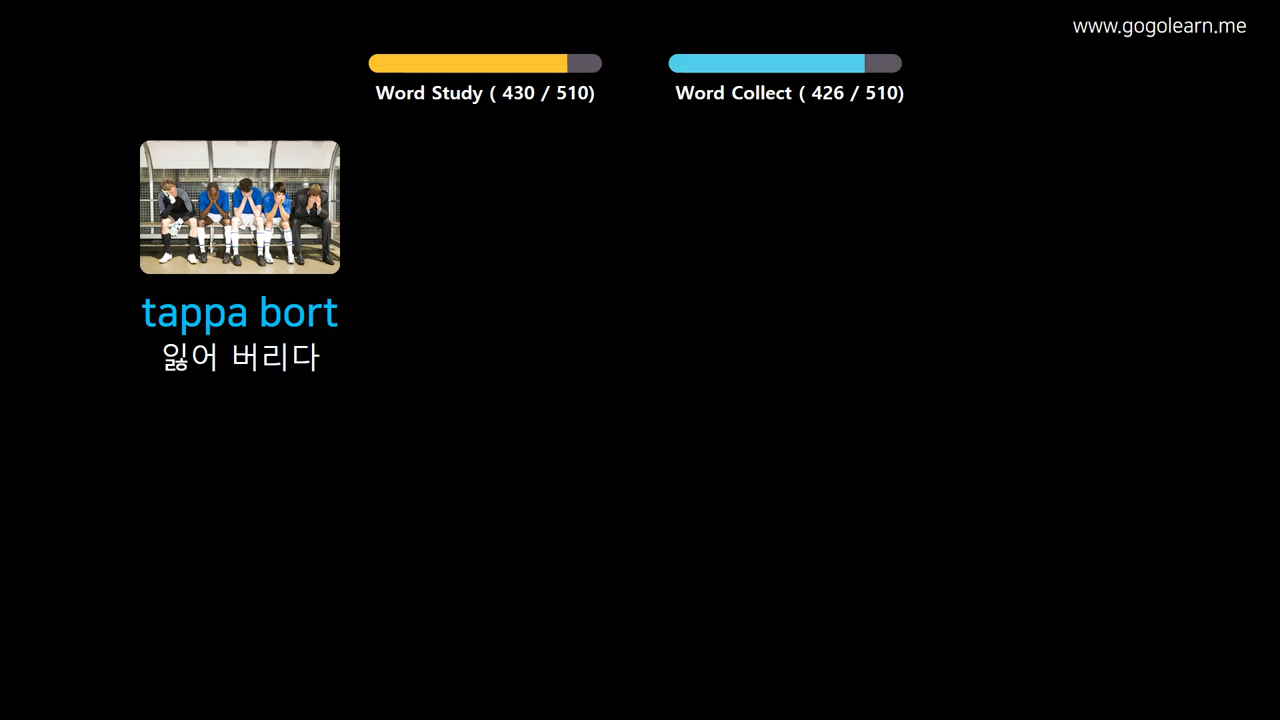 www.gogolearn.me
Word Study ( 430 / 510)
Word Collect ( 426 / 510)
tappa bort
잃어 버리다